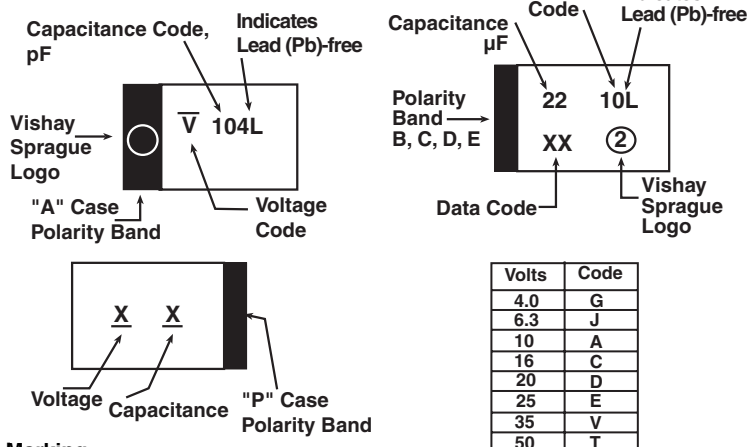 Capacitance Code,
pF
Indicates
Lead (Pb)-free
V 104L
Vishay
Sprague
Logo
"A" Case
Polarity Band
Voltage
Code
Capacitance
µF
Code
Lead (Pb)-free
22 10L
Polarity
Band
B, C, D, E
XX 2
Data Code
Vishay
Sprague
Logo
X X
Voltage
Capacitance
"P" Case
Polarity Band
Volts Code
4.0 G
6.3 J
10 A
16 C
20 D
25 E
35 V
50 T
Marking